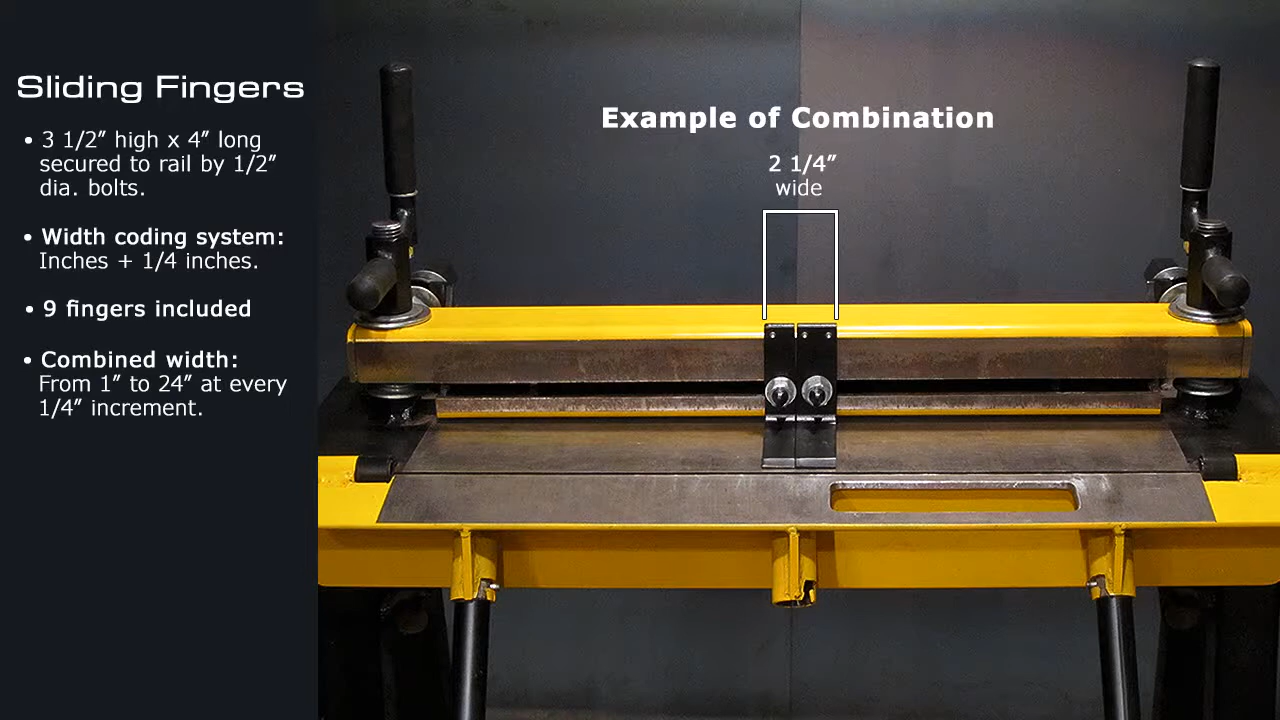 Sliding Fingers
• 3 1/2” high x 4” long
secured to rail by 1/2”
dia. bolts.
• Width coding system:
Inches + 1/4 inches.
• 9 fingers included
• Combined width:
From 1” to 24” at every
1/4” increment.
Example of Combination
2 1/4”
wide